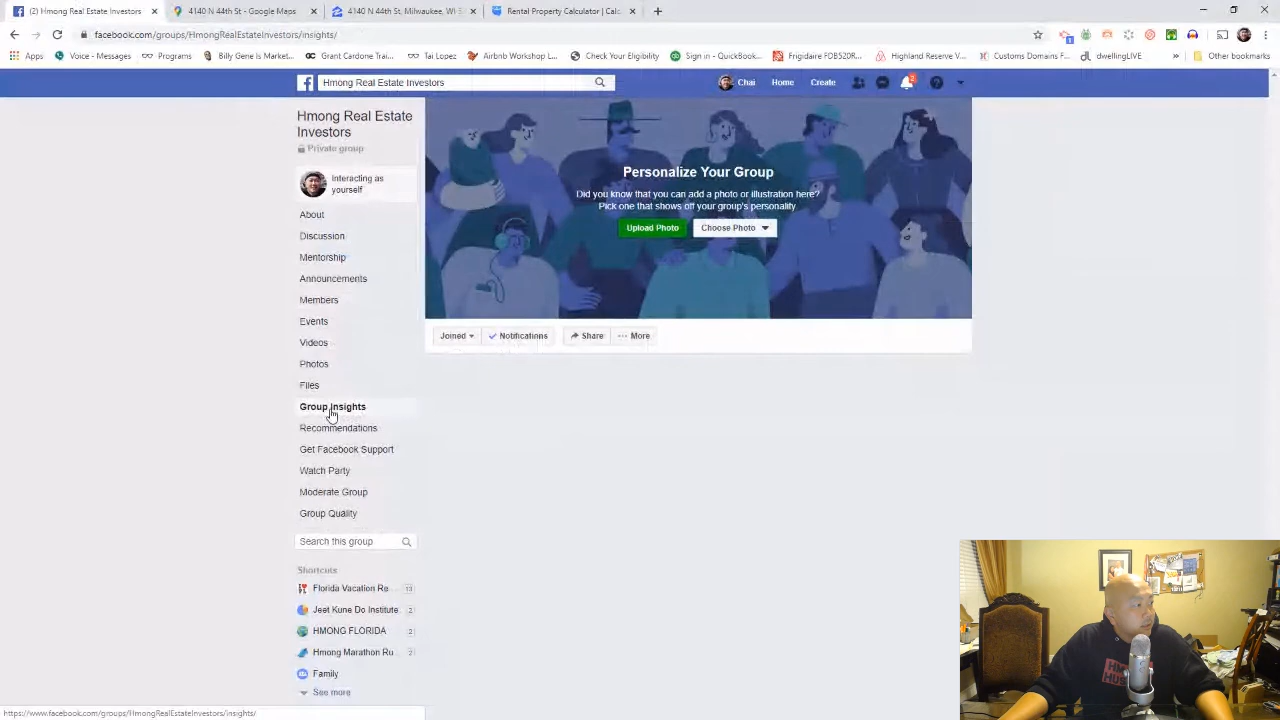 (2) Hmong Real Estate Investors
4140 N 44th St - Google Maps
4140 N 44th St, Milwaukee, WI 5
Rental Property Calculator | Calc
facebook.com/groups/HmongRealEstateInvestors/insights/
Apps
Voice - Messages
Programs
Billy Gene Is Market...
Grant Cardone Trai...
Tai Lopez
Airbnb Workshop L...
Check Your Eligibility
Sign in - QuickBook...
Frigidaire FDB520R...
Highland Reserve V...
Customs Domains F...
dwellingLIVE
Other bookmarks
Hmong Real Estate Investors
Chai
Home
Create
Hmong Real Estate
Investors
Private group
Interacting as
yourself
About
Discussion
Mentorship
Announcements
Members
Events
Videos
Photos
Files
Group Insights
Recommendations
Get Facebook Support
Watch Party
Moderate Group
Group Quality
Search this group
Shortcuts
Florida Vacation Re... 13
Jeet Kune Do Institute 2
HMONG FLORIDA 2
Hmong Marathon Ru... 2
Family
See more
Personalize Your Group
Did you know that you can add a photo or illustration here?
Pick one that shows off your group's personality.
Upload Photo
Choose Photo
Joined
Notifications
Share
More
https://www.facebook.com/groups/HmongRealEstateInvestors/insights/